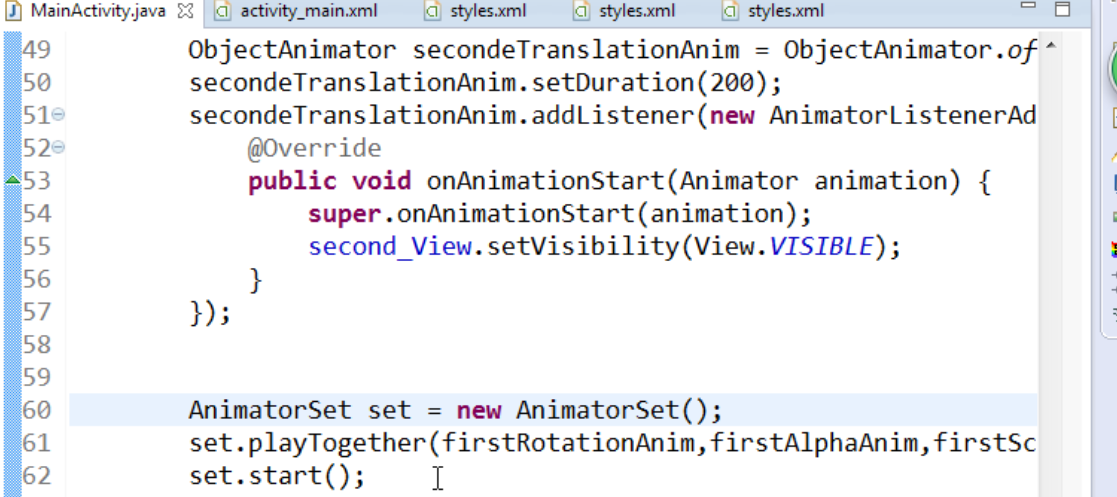 MainActivity.java activity_main.xml styles.xml styles.xml styles.xml
49 ObjectAnimator secondeTranslationAnim = ObjectAnimator.of
50 secondeTranslationAnim.setDuration(200);
51 secondeTranslationAnim.addListener(new AnimatorListenerAd
52 @Override
53 public void onAnimationStart(Animator animation) {
54 super.onAnimationStart(animation);
55 second_View.setVisibility(View.VISIBLE);
56 }
57 });
58
59
60 AnimatorSet set = new AnimatorSet();
61 set.playTogether(firstRotationAnim,firstAlphaAnim,firstSc
62 set.start();